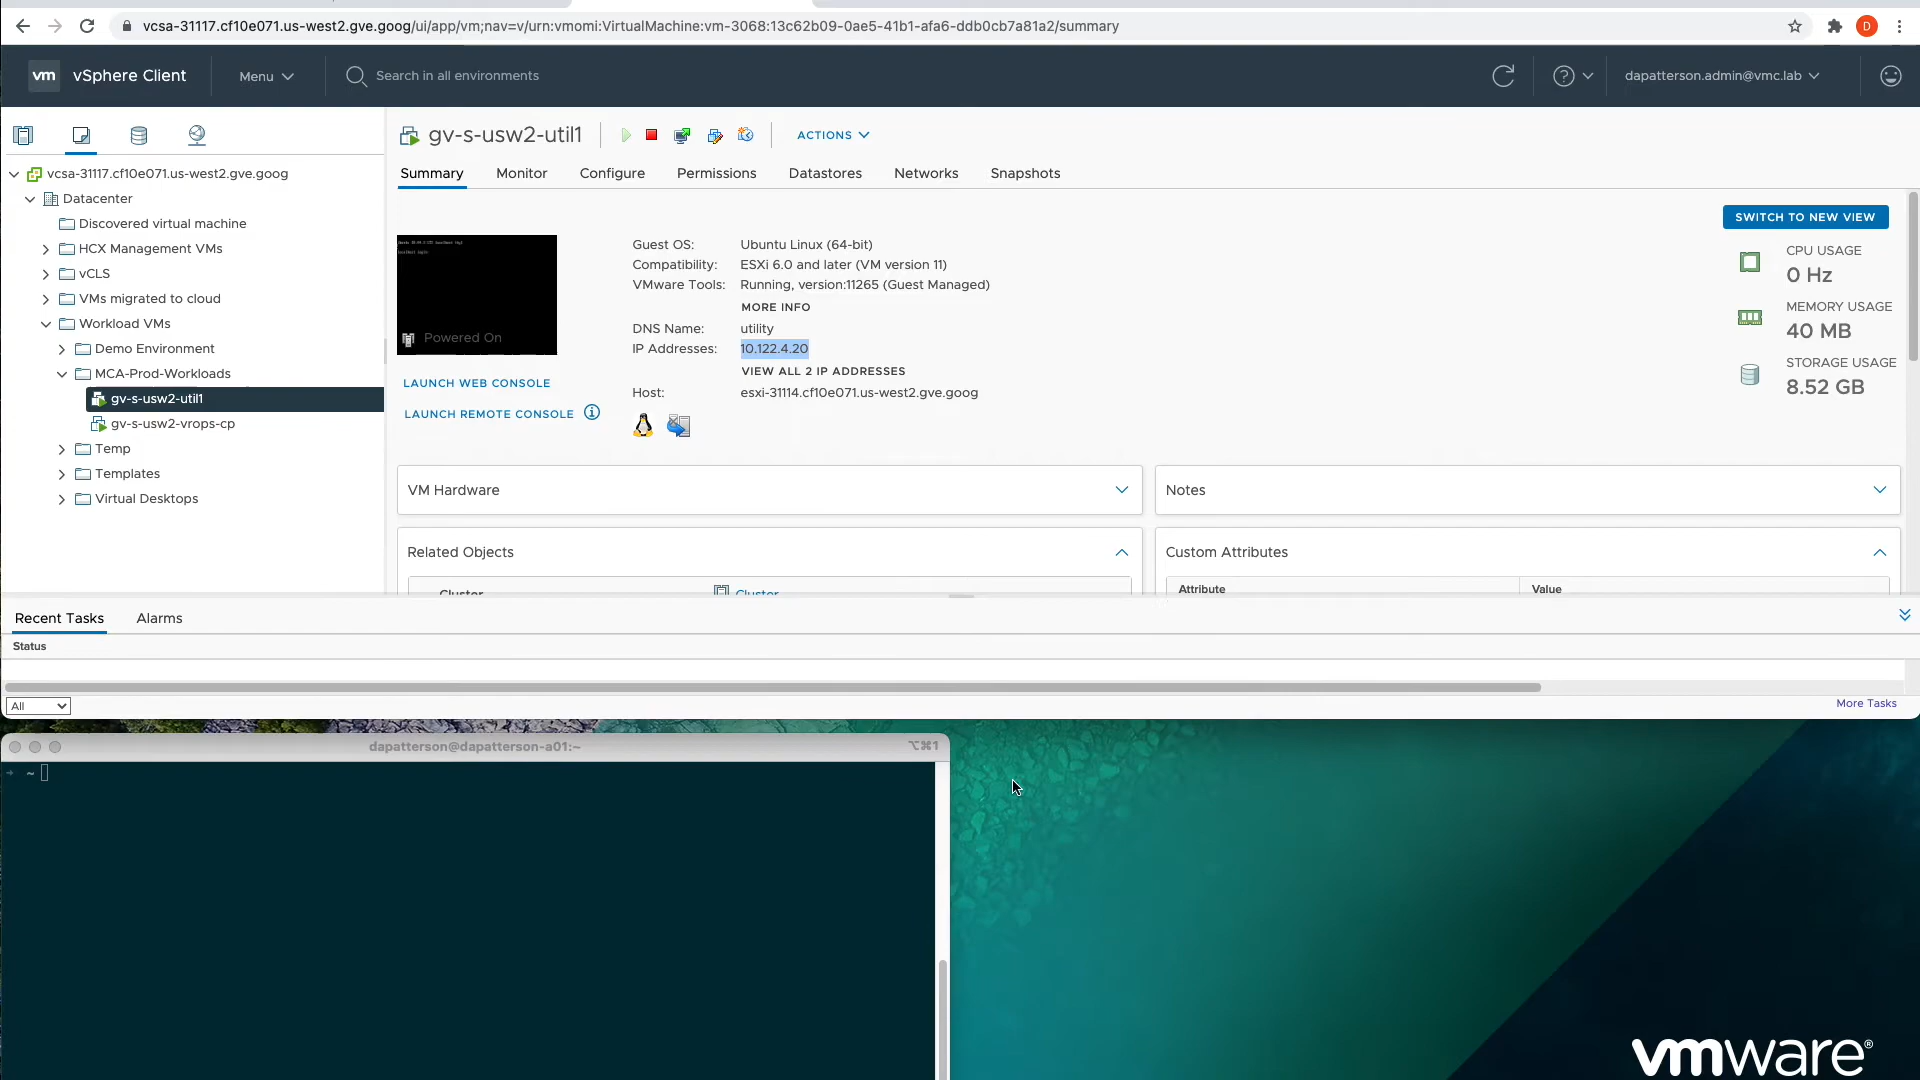 vcsa-31117.cf10e071.us-west2.gve.goog/ui/app/vm;nav=v/urn:vmomi:VirtualMachine:vm-3068:13c62b09-0ae5-41b1-afa6-ddb0cb7a81a2/summary
D
vm vSphere Client
Menu
Search in all environments
dapatterson.admin@vmc.lab
gv-s-usw2-util1
ACTIONS
Summary Monitor Configure Permissions Datastores Networks Snapshots
vcsa-31117.cf10e071.us-west2.gve.goog
Datacenter
Discovered virtual machine
HCX Management VMs
vCLS
VMs migrated to cloud
Workload VMs
Demo Environment
MCA-Prod-Workloads
gv-s-usw2-util1
gv-s-usw2-vrops-cp
Temp
Templates
Virtual Desktops
SWITCH TO NEW VIEW
Powered On
LAUNCH WEB CONSOLE
LAUNCH REMOTE CONSOLE
Guest OS: Ubuntu Linux (64-bit)
Compatibility: ESXi 6.0 and later (VM version 11)
VMware Tools: Running, version:11265 (Guest Managed)
MORE INFO
DNS Name: utility
IP Addresses: 10.122.4.20
VIEW ALL 2 IP ADDRESSES
Host: esxi-31114.cf10e071.us-west2.gve.goog
CPU USAGE
0 Hz
MEMORY USAGE
40 MB
STORAGE USAGE
8.52 GB
VM Hardware
Notes
Related Objects
Cluster Cluster
Custom Attributes
Attribute Value
Recent Tasks Alarms
Status
All
More Tasks
dapatterson@dapatterson-a01:~
⌥⌘1
→ ~
vmware®